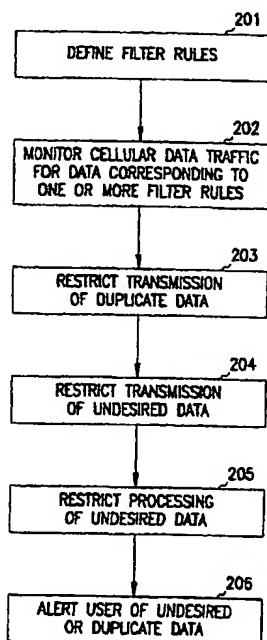 201
DEFINE FILTER RULES
202
MONITOR CELLULAR DATA TRAFFIC
FOR DATA CORRESPONDING TO
ONE OR MORE FILTER RULES
203
RESTRICT TRANSMISSION
OF DUPLICATE DATA
204
RESTRICT TRANSMISSION
OF UNDESIRED DATA
205
RESTRICT PROCESSING
OF UNDESIRED DATA
206
ALERT USER OF UNDESIRED
OR DUPLICATE DATA